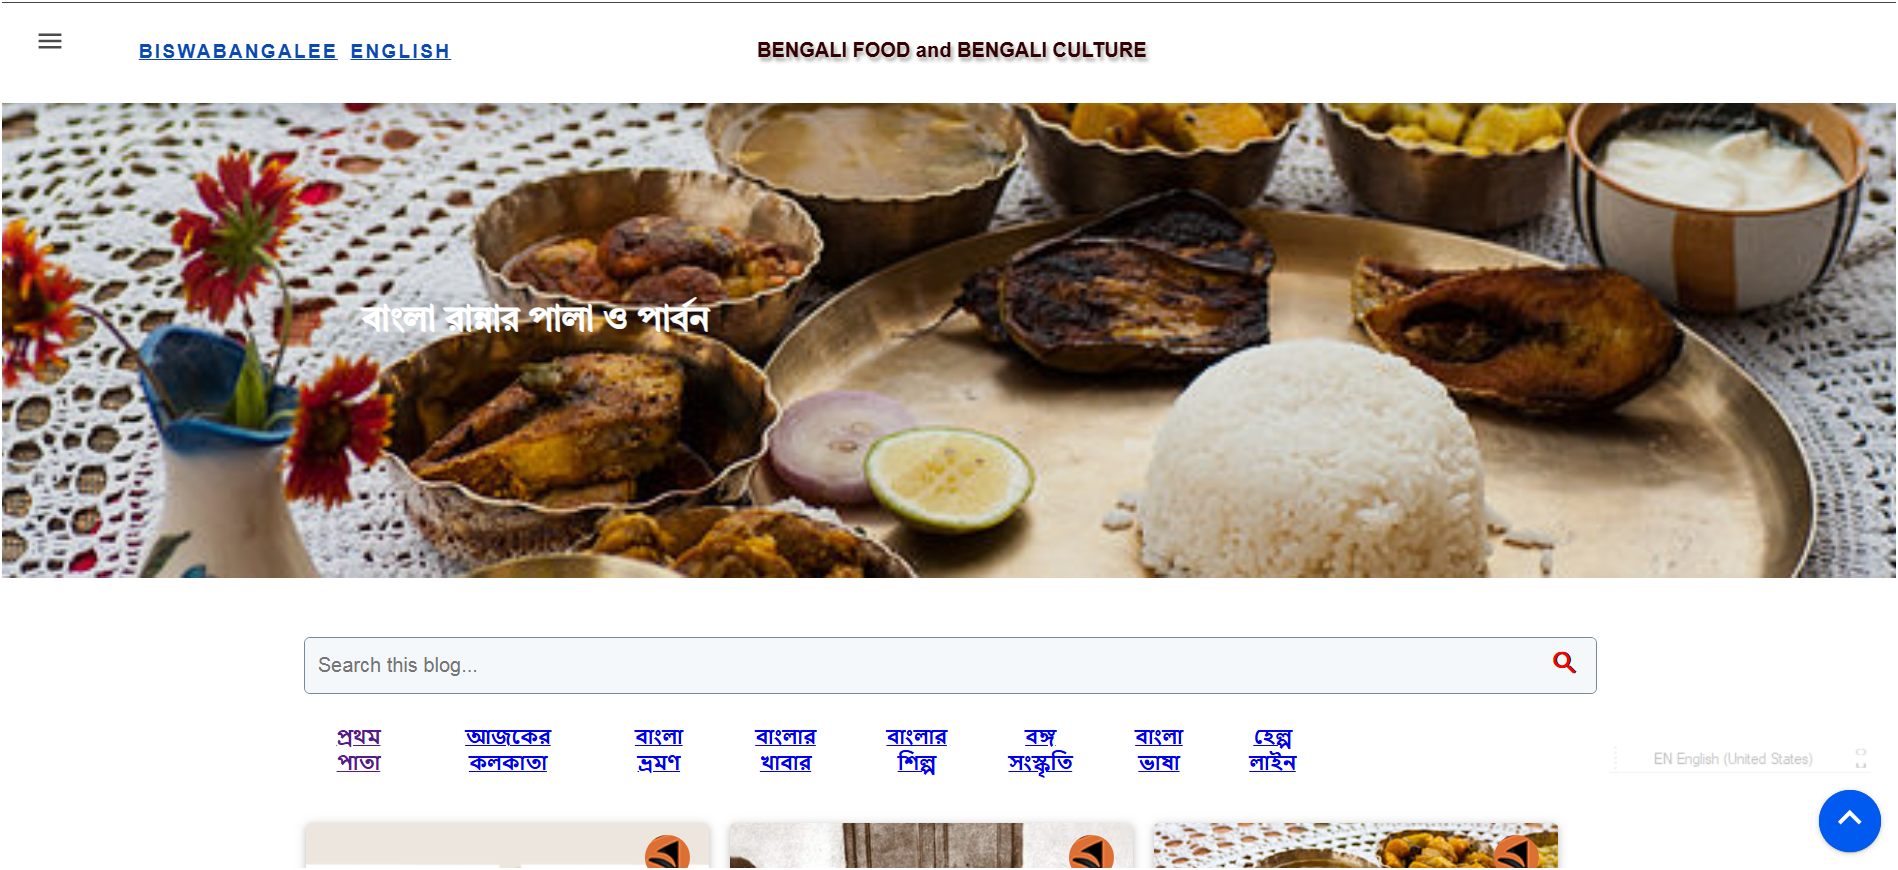 BISWABANGALEE ENGLISH
BENGALI FOOD and BENGALI CULTURE
বাংলা রান্নার পালা ও পার্বন
Search this blog...
প্রথম পাতা
আজকের কলকাতা
বাংলা ভ্রমণ
বাংলার খাবার
বাংলার শিল্প
বঙ্গ সংস্কৃতি
বাংলা ভাষা
হেল্প লাইন
EN English (United States)